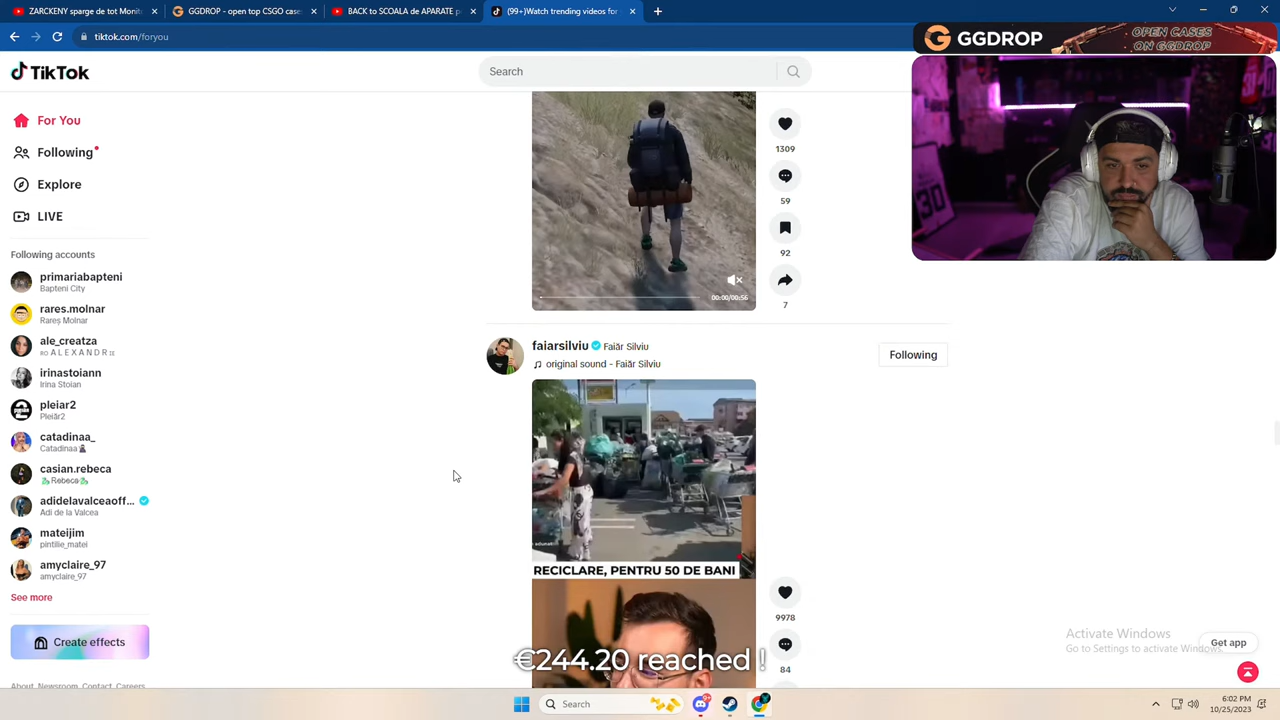 ZARCKENY sparge de tot Monito
GGDROP - open top CSGO case
BACK to SCOALA de APARATE p
(99+)Watch trending videos for
tiktok.com/foryou
GGDROP
OPEN CASES
ON GGDROP
TikTok
Search
For You
Following
Explore
LIVE
Following accounts
primariabapteni
Bapteni City
rares.molnar
Rareș Molnar
ale_creatza
irinastoiann
Irina Stoian
pleiar2
Pleiăr2
catadinaa_
Catadinaa
casian.rebeca
Rebeca
adidelavalceaoff...
Adi de la Valcea
mateijim
pintilie_matei
amyclaire_97
amyclaire_97
See more
Create effects
About Newsroom Contact Careers
1309
59
92
7
00:00/00:56
faiarsilviu Faiăr Silviu
original sound - Faiăr Silviu
Following
RECICLARE, PENTRU 50 DE BANI
9978
84
€244.20 reached !
Activate Windows
Go to Settings to activate Windows.
Get app
Search
9+
6:02 PM
10/25/2023